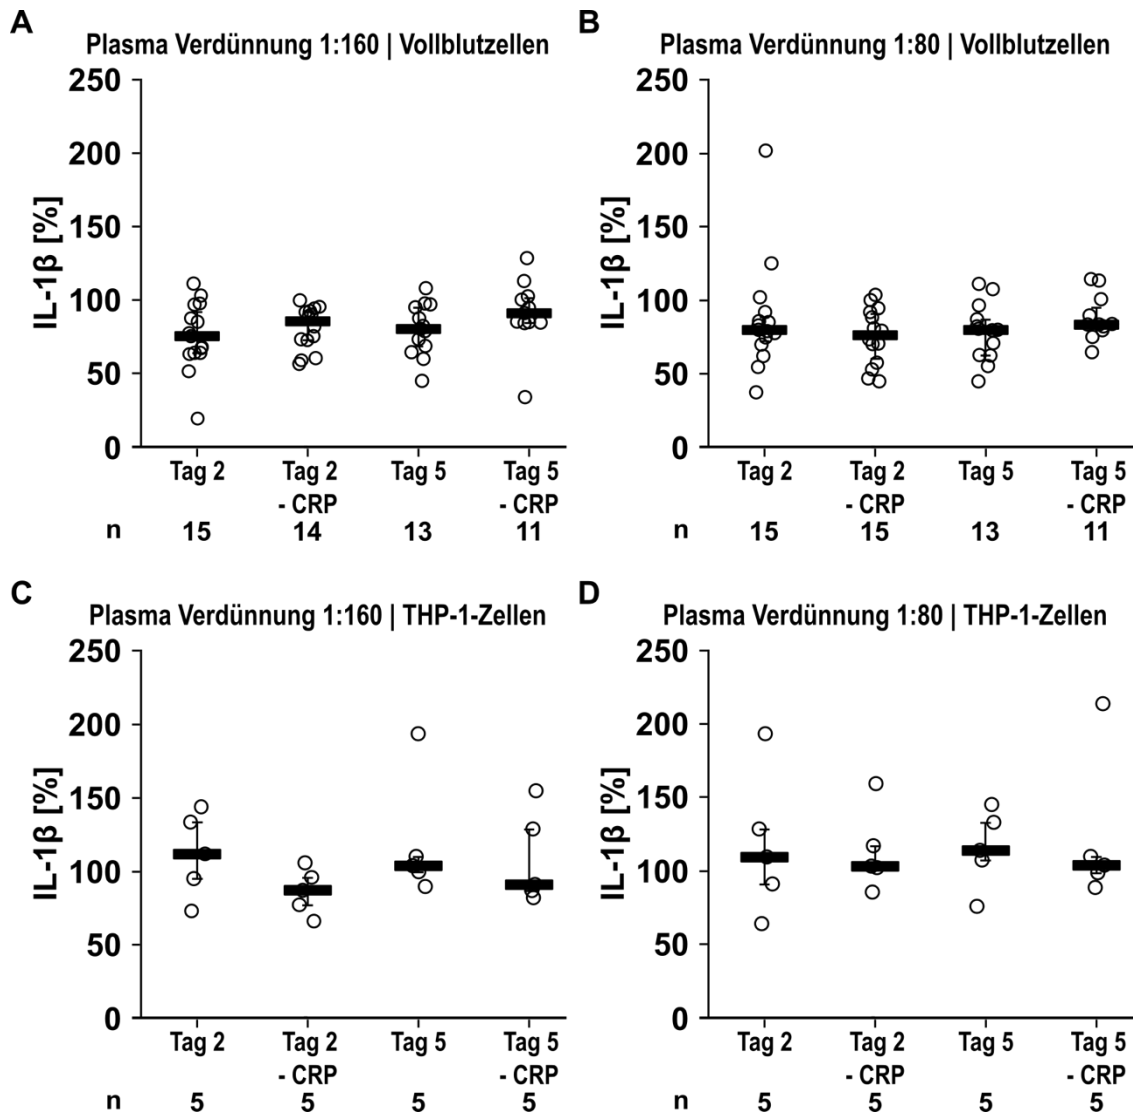 A
Plasma Verdünnung 1:160 | Vollblutzellen
250
200
150
100
50
0
IL-1β [%]
Tag 2
Tag 2
- CRP
Tag 5
Tag 5
- CRP
n 15 14 13 11
B
Plasma Verdünnung 1:80 | Vollblutzellen
250
200
150
100
50
0
IL-1β [%]
Tag 2
Tag 2
- CRP
Tag 5
Tag 5
- CRP
n 15 15 13 11
C
Plasma Verdünnung 1:160 | THP-1-Zellen
250
200
150
100
50
0
IL-1β [%]
Tag 2
Tag 2
- CRP
Tag 5
Tag 5
- CRP
n 5 5 5 5
D
Plasma Verdünnung 1:80 | THP-1-Zellen
250
200
150
100
50
0
IL-1β [%]
Tag 2
Tag 2
- CRP
Tag 5
Tag 5
- CRP
n 5 5 5 5